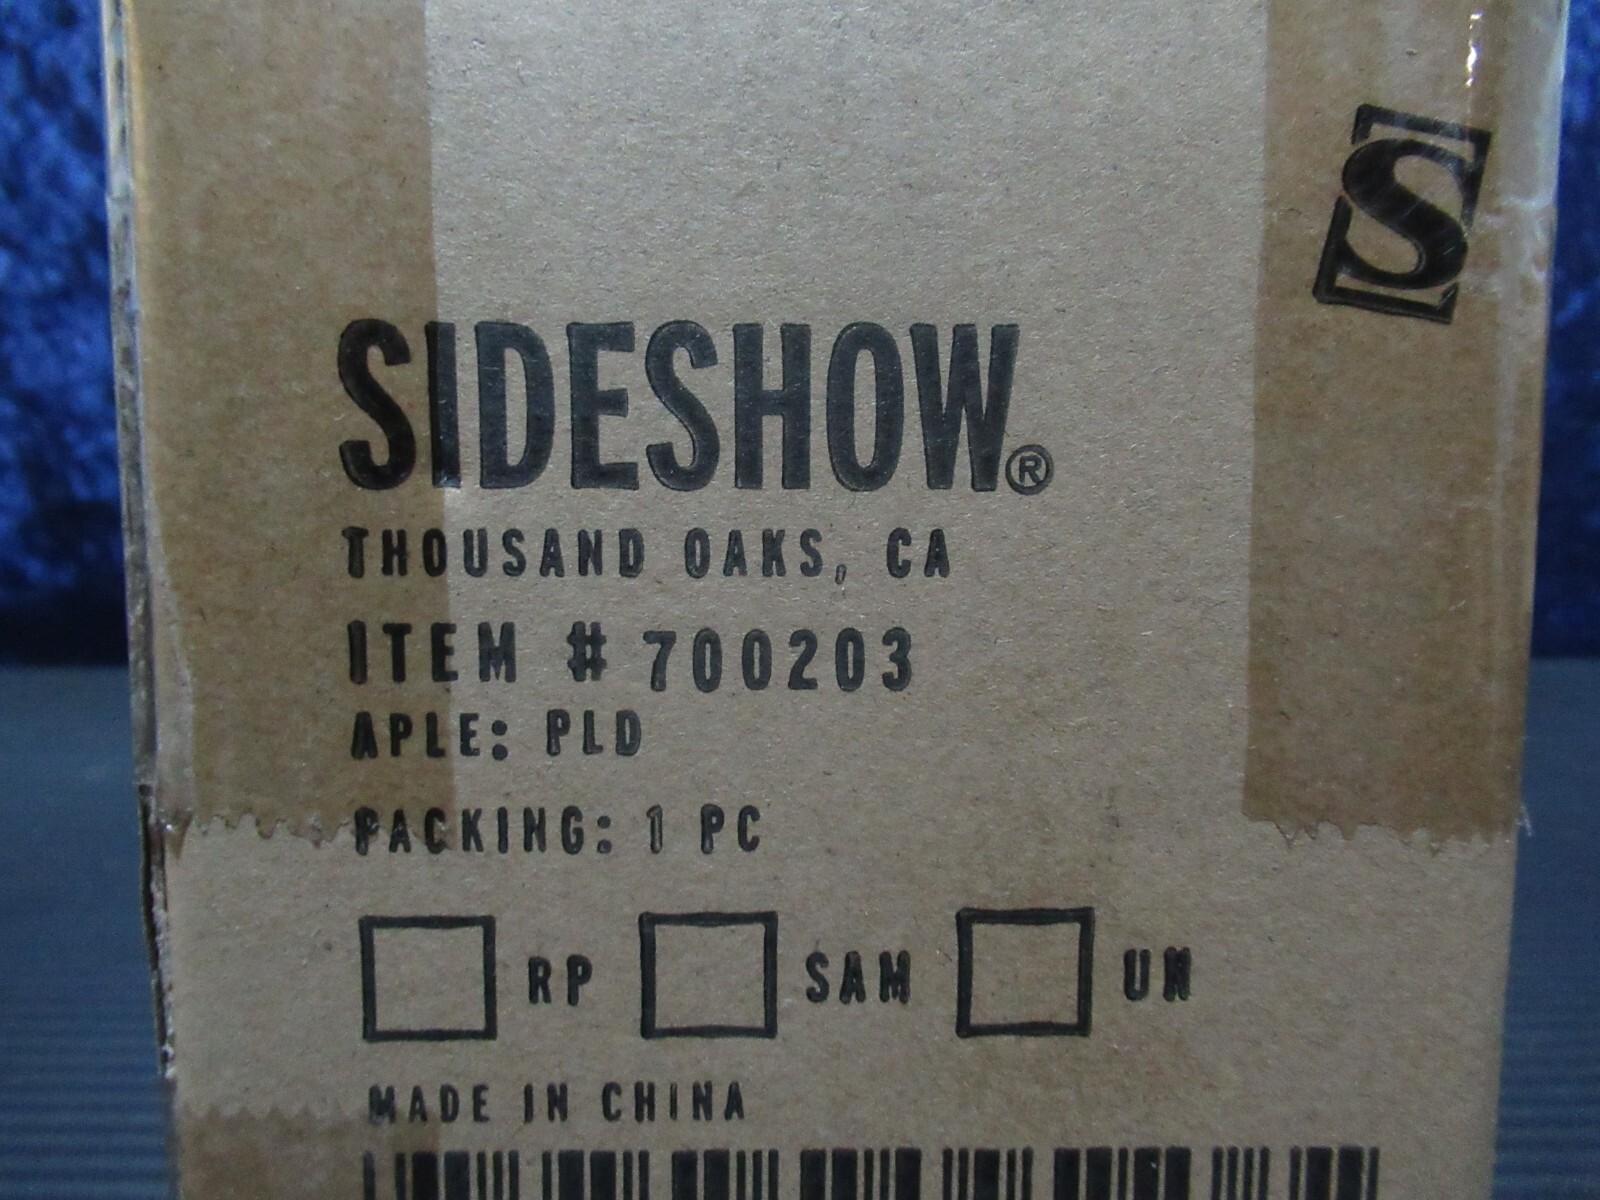 S
SIDESHOW®
THOUSAND OAKS, CA
ITEM # 700203
APLE: PLD
PACKING: 1 PC
RP SAM UN
MADE IN CHINA